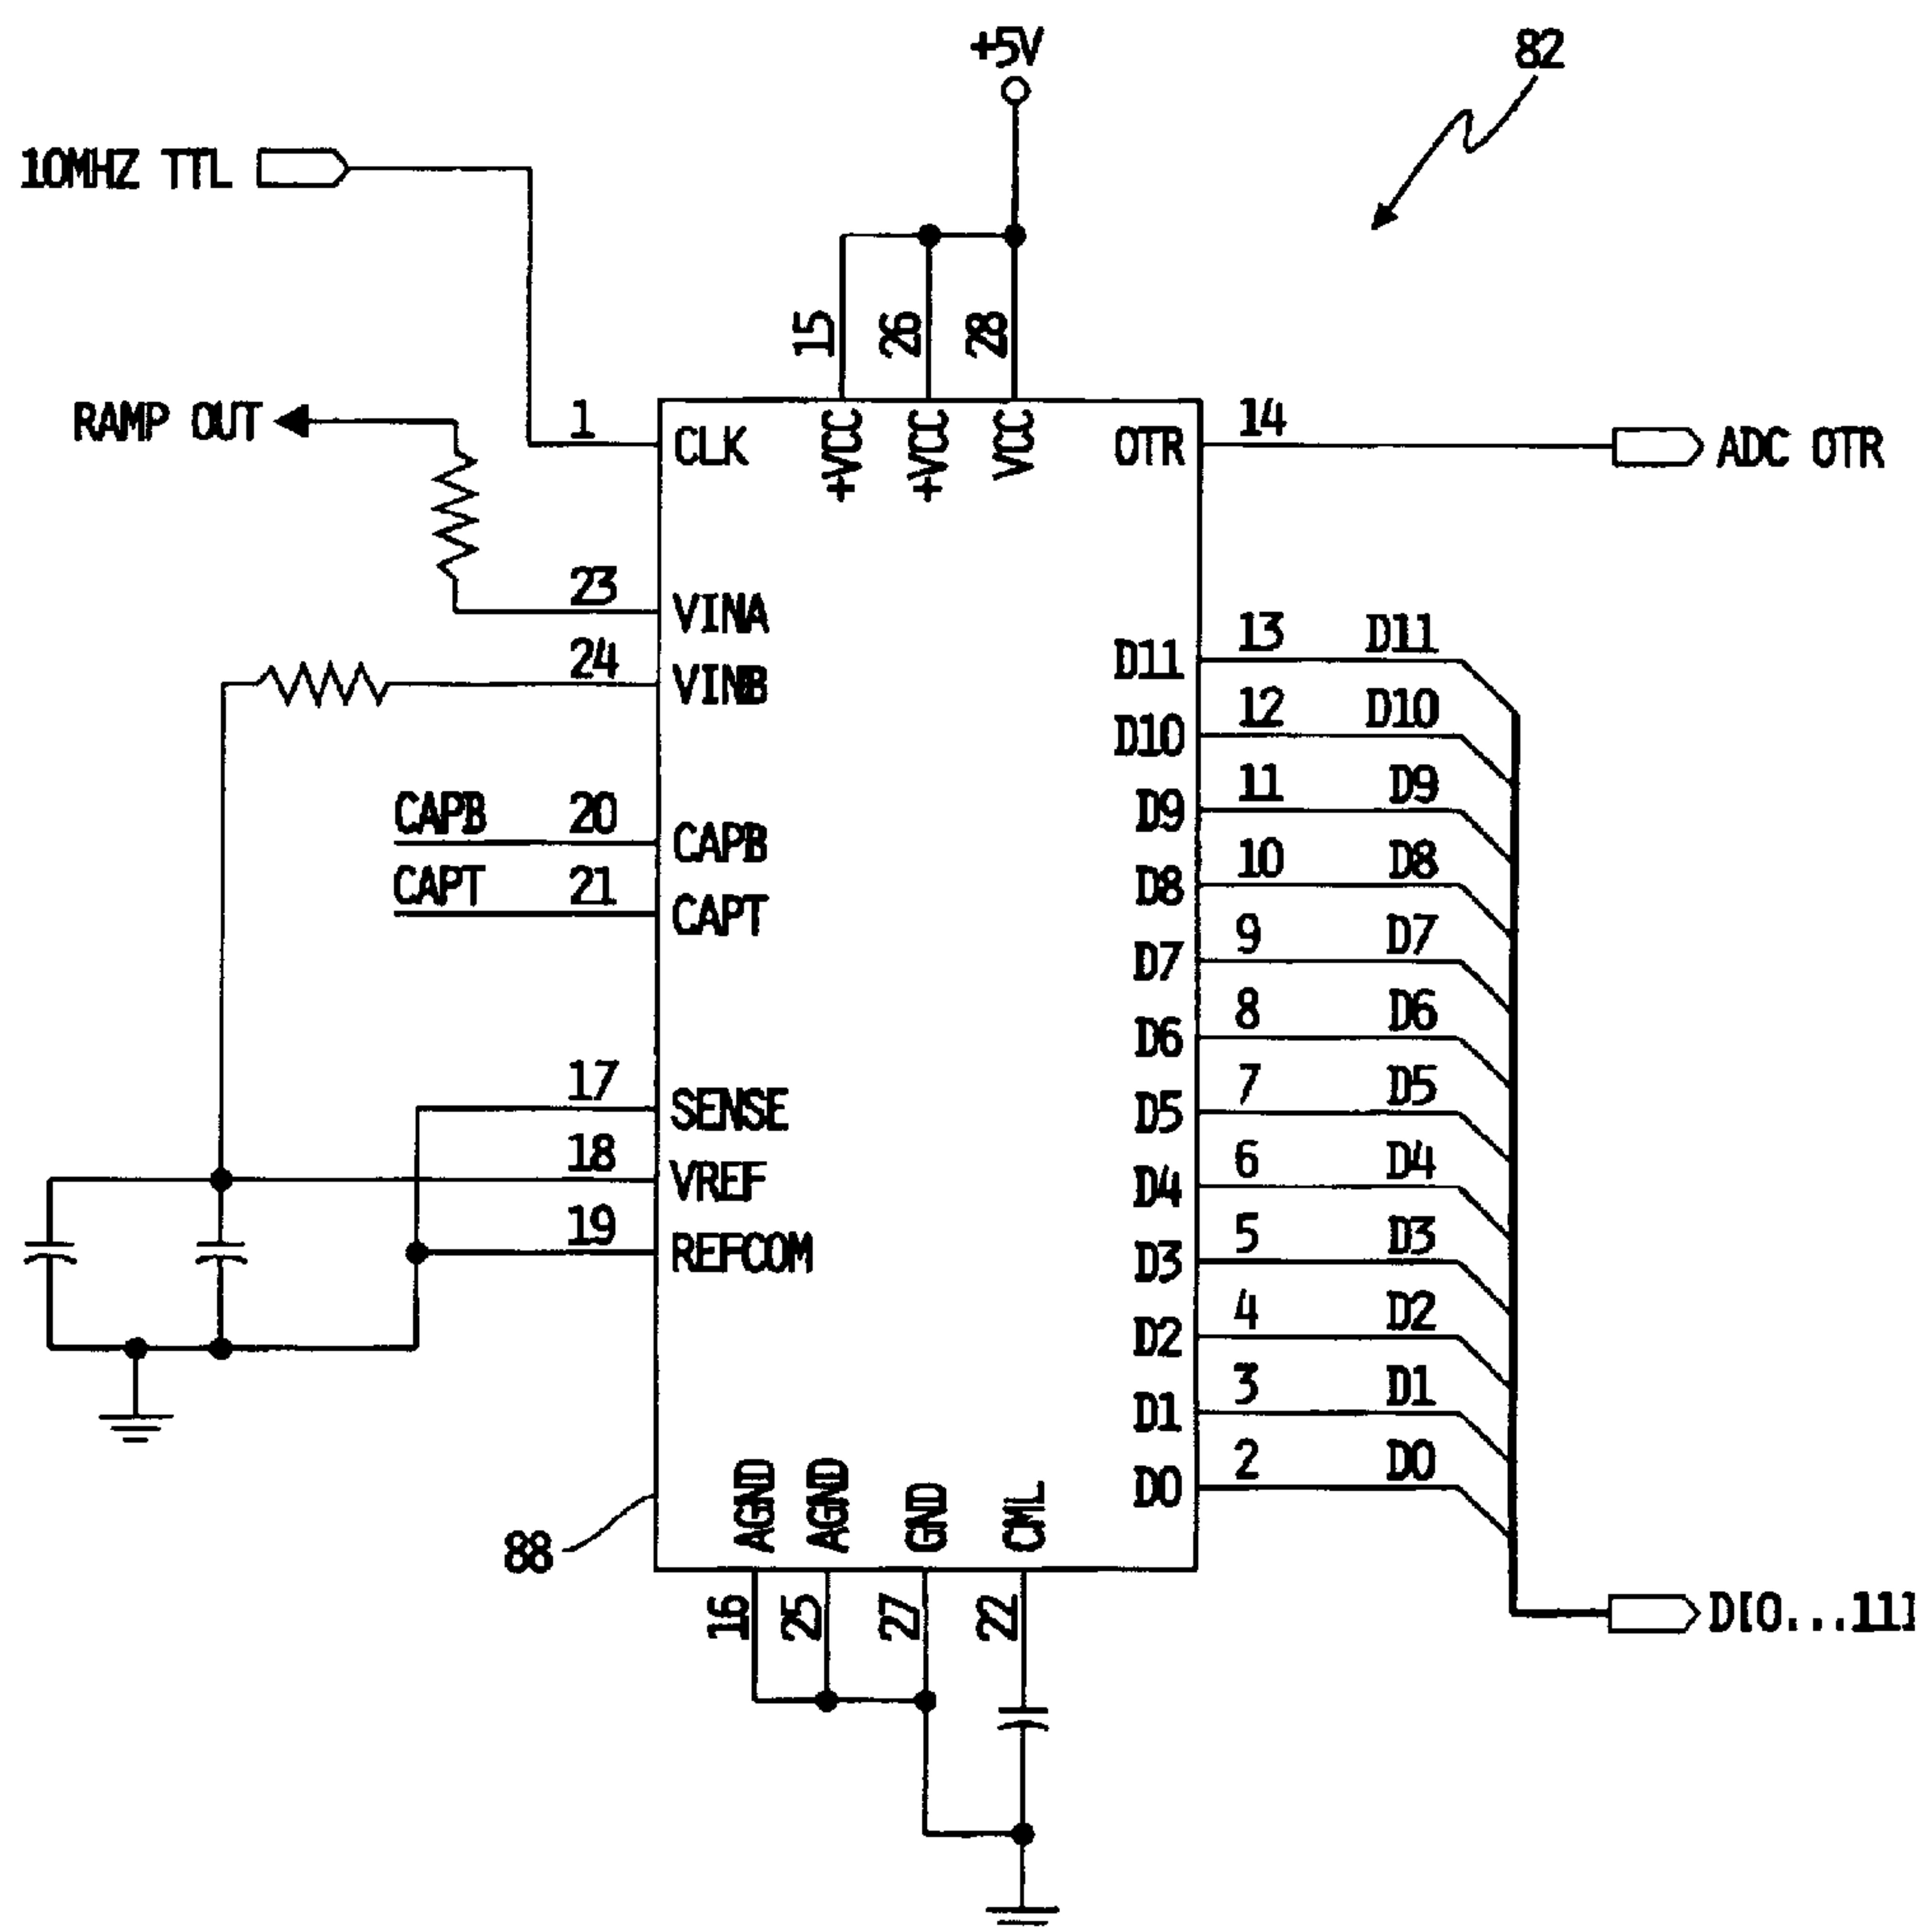 +5V
82
10MHZ TTL
15
26
28
RAMP OUT
1
CLK
+VCC
+VCC
VCC
OTR
14
ADC OTR
23
VINA
24
VINB
D11
13
D11
D10
12
D10
CAPB
20
CAPB
D9
11
D9
CAPT
21
CAPT
D8
10
D8
D7
9
D7
D6
8
D6
17
SENSE
D5
7
D5
18
VREF
D4
6
D4
19
REFCOM
D3
5
D3
D2
4
D2
D1
3
D1
D0
2
D0
88
AGND
AGND
GND
CML
16
25
27
22
D[0...11]